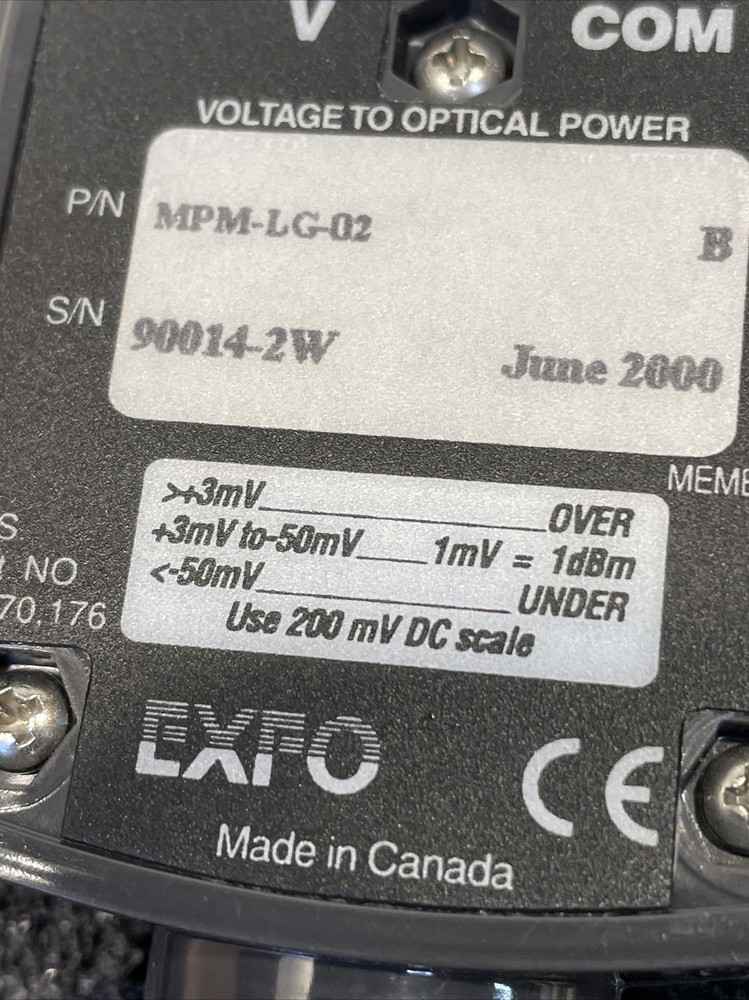 V COM
VOLTAGE TO OPTICAL POWER
P/N MPM-LG-02 B
S/N 90014-2W June 2000
>+3mV OVER
+3mV to-50mV 1mV = 1dBm
<-50mV UNDER
Use 200 mV DC scale
MEME
S
NO
70,176
EXFO CE
Made in Canada